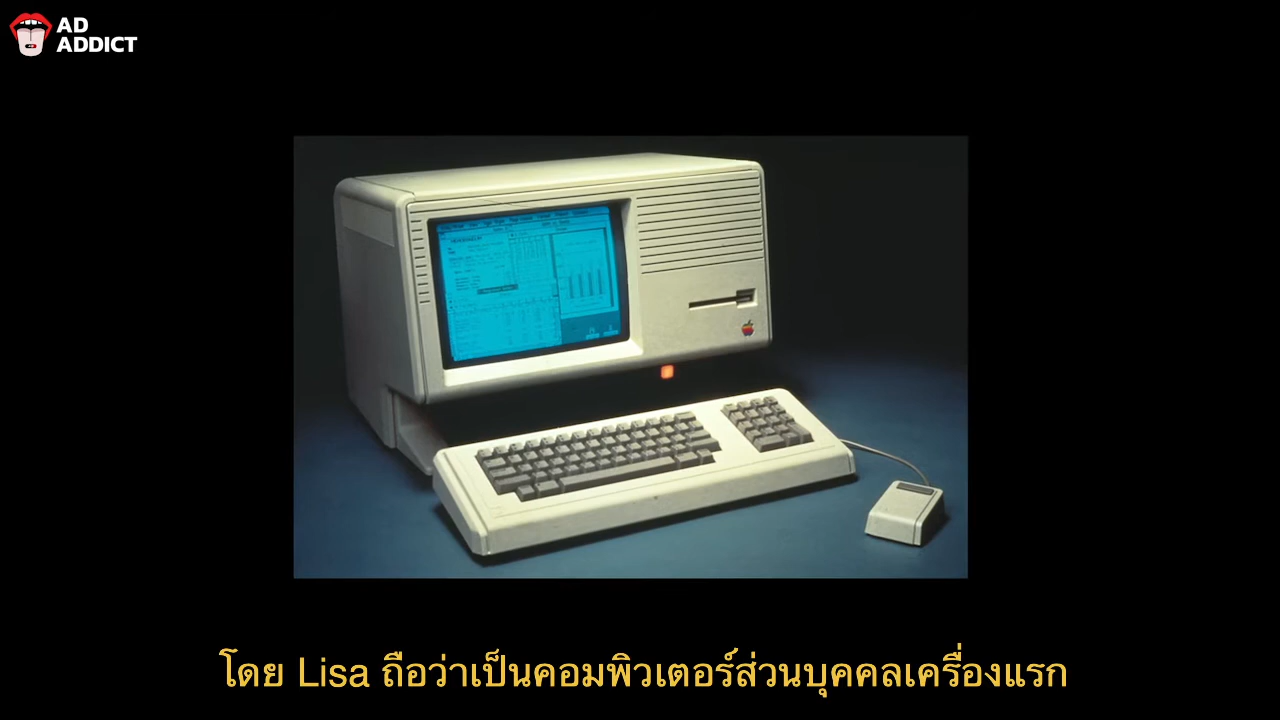 AD
ADDICT
โดย Lisa ถือว่าเป็นคอมพิวเตอร์ส่วนบุคคลเครื่องแรก